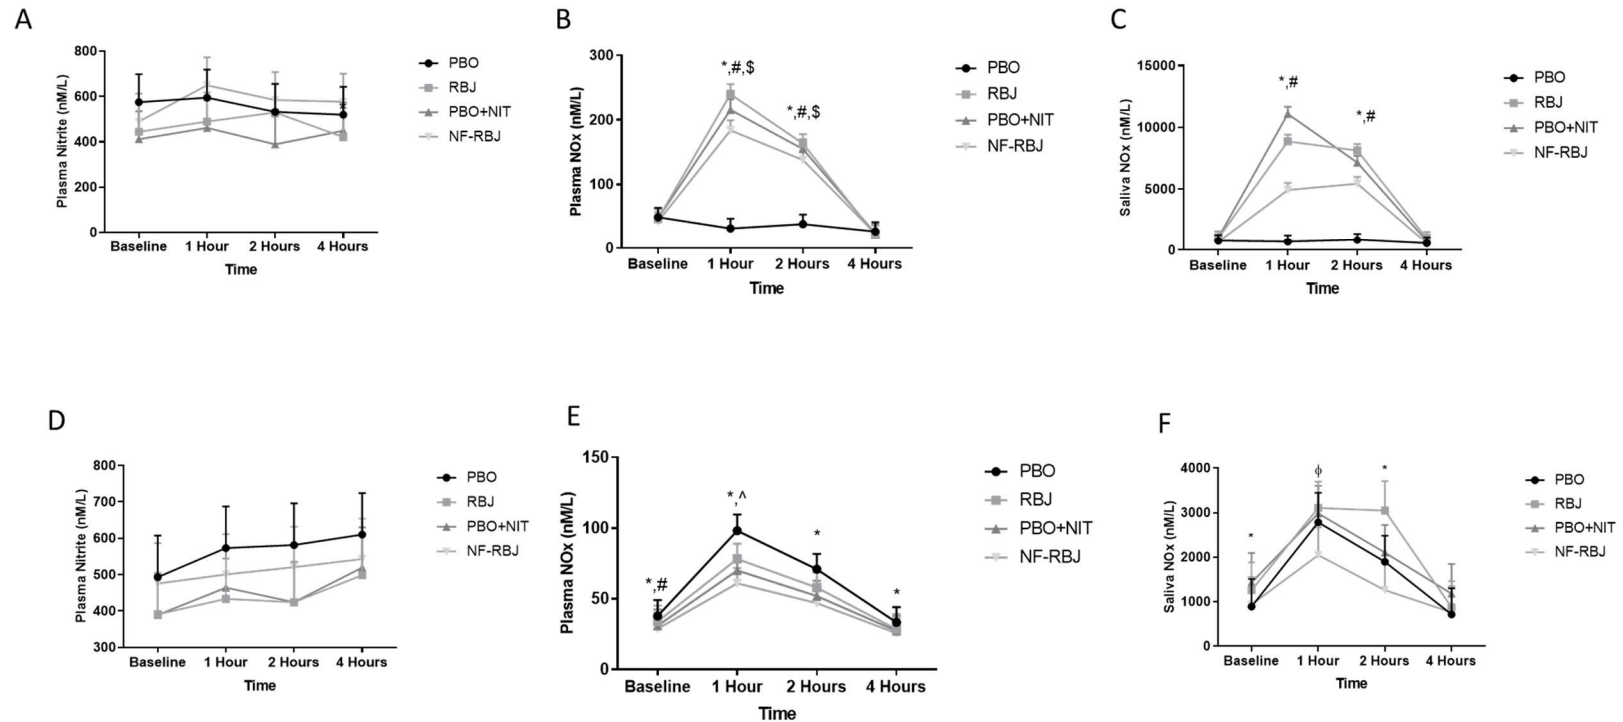 A
Plasma Nitrite (nM/L)
800
600
400
200
0
Baseline 1 Hour 2 Hours 4 Hours
Time
PBO
RBJ
PBO+NIT
NF-RBJ
*
B
Plasma NOx (nM/L)
300
200
100
0
*,#,$
*,#,$
Baseline 1 Hour 2 Hours 4 Hours
Time
PBO
RBJ
PBO+NIT
NF-RBJ
C
Saliva NOx (nM/L)
15000
10000
5000
0
*,#
*,#
Baseline 1 Hour 2 Hours 4 Hours
Time
PBO
RBJ
PBO+NIT
NF-RBJ
D
Plasma Nitrite (nM/L)
800
700
600
500
400
300
Baseline 1 Hour 2 Hours 4 Hours
Time
PBO
RBJ
PBO+NIT
NF-RBJ
E
Plasma NOx (nM/L)
150
100
50
0
*
,#
*,^
*
*
Baseline 1 Hour 2 Hours 4 Hours
Time
PBO
RBJ
PBO+NIT
NF-RBJ
F
Saliva NOx (nM/L)
4000
3000
2000
1000
0
*
ϕ
*
Baseline 1 Hour 2 Hours 4 Hours
Time
PBO
RBJ
PBO+NIT
NF-RBJ